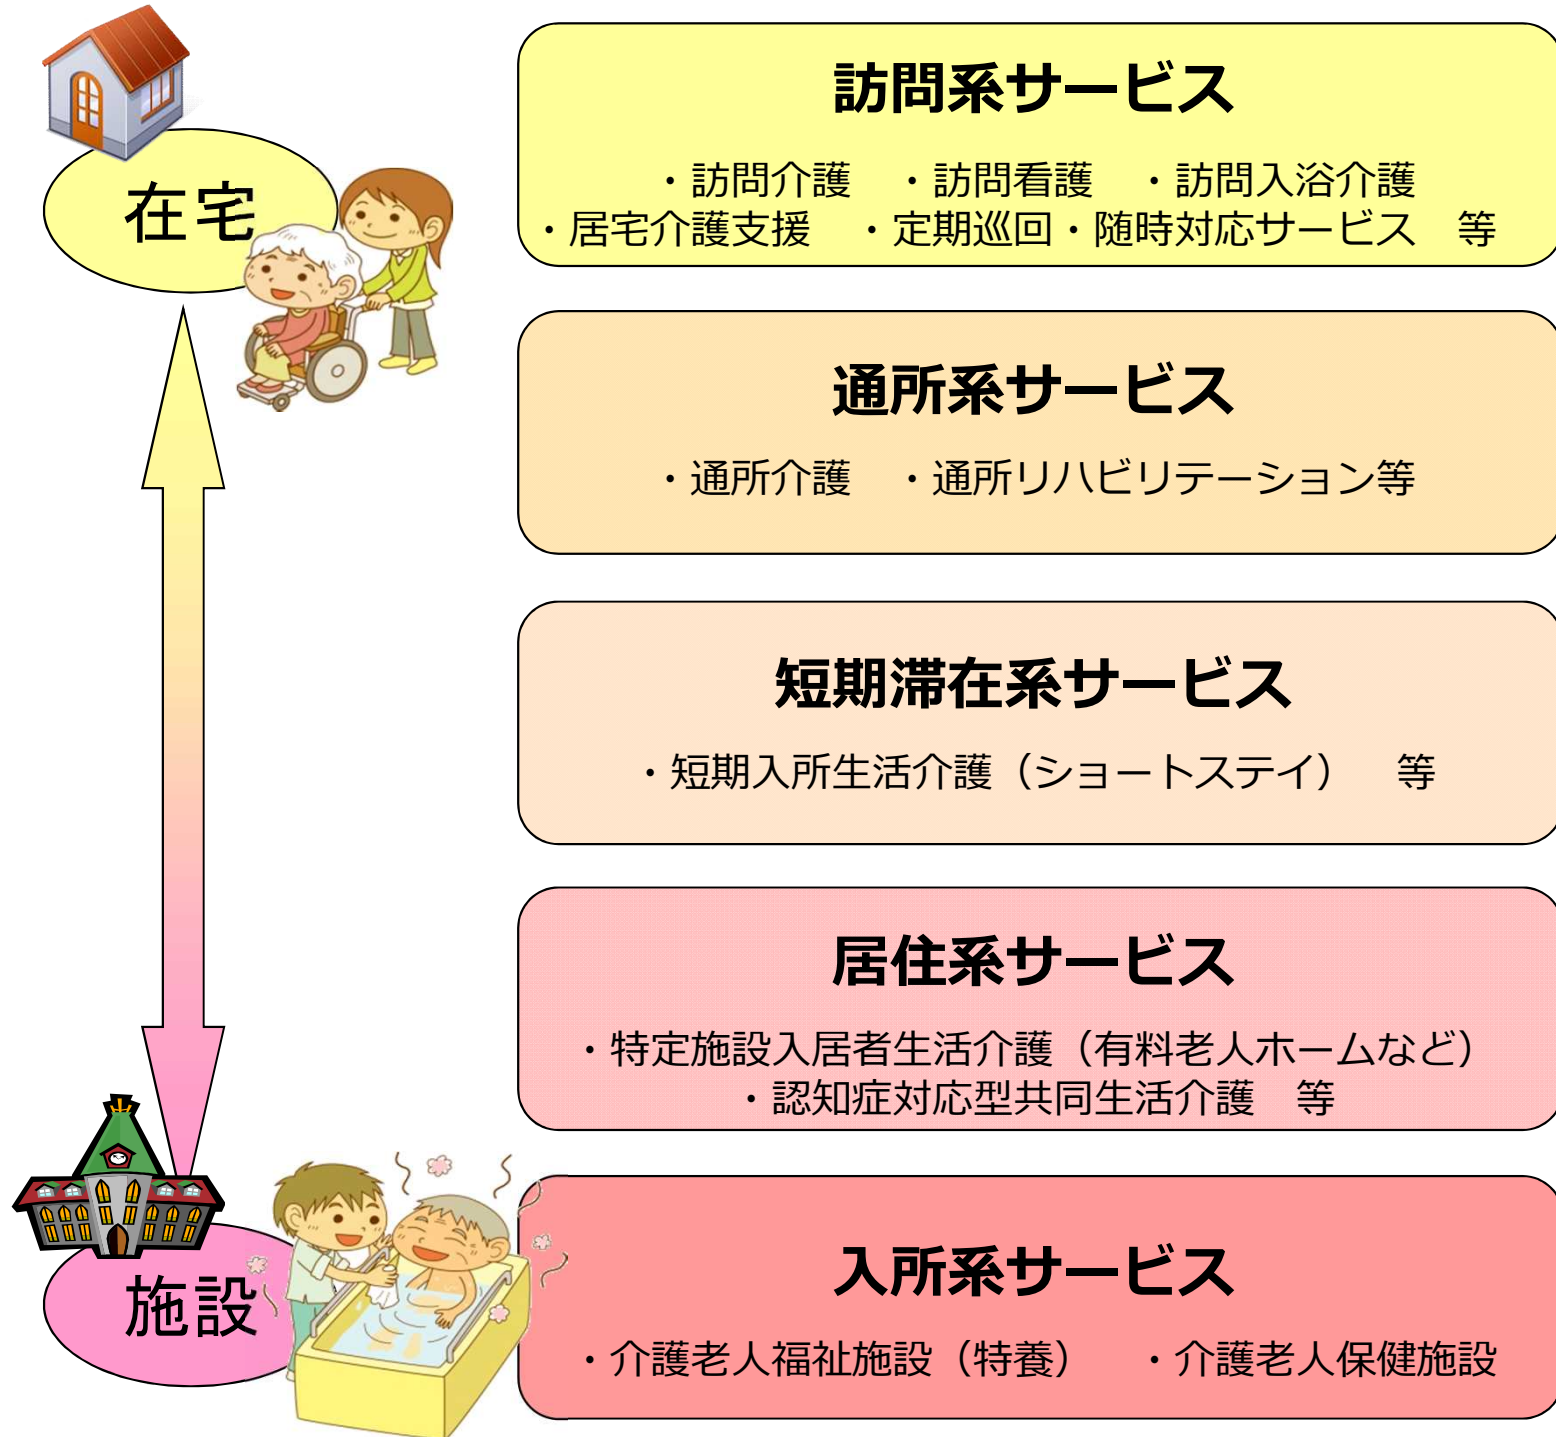 在宅
訪問系サービス
・訪問介護　・訪問看護　・訪問入浴介護
・居宅介護支援　・定期巡回・随時対応サービス　等
通所系サービス
・通所介護　・通所リハビリテーション等
短期滞在系サービス
・短期入所生活介護（ショートステイ）　等
居住系サービス
・特定施設入居者生活介護（有料老人ホームなど）
・認知症対応型共同生活介護　等
施設
入所系サービス
・介護老人福祉施設（特養）　・介護老人保健施設